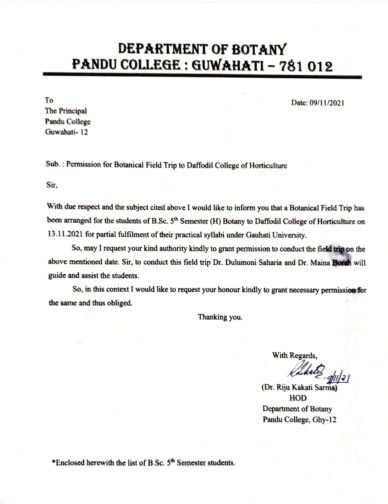 DEPARTMENT OF BOTANY
PANDU COLLEGE : GUWAHATI – 781 012
To
Date: 09/11/2021
The Principal
Pandu College
Guwahati- 12
Sub. : Permission for Botanical Field Trip to Daffodil College of Horticulture
Sir,
With due respect and the subject cited above I would like to inform you that a Botanical Field Trip has
been arranged for the students of B.Sc. 5th Semester (H) Botany to Daffodil College of Horticulture on
13.11.2021 for partial fulfilment of their practical syllabi under Gauhati University.
So, may I request your kind authority kindly to grant permission to conduct the field trip on the
above mentioned date. Sir, to conduct this field trip Dr. Dulumoni Saharia and Dr. Maina Borah will
guide and assist the students.
So, in this context I would like to request your honour kindly to grant necessary permission for
the same and thus obliged.
Thanking you.
With Regards,
9/11/21
(Dr. Riju Kakati Sarma)
HOD
Department of Botany
Pandu College, Ghy-12
*Enclosed herewith the list of B.Sc. 5th Semester students.